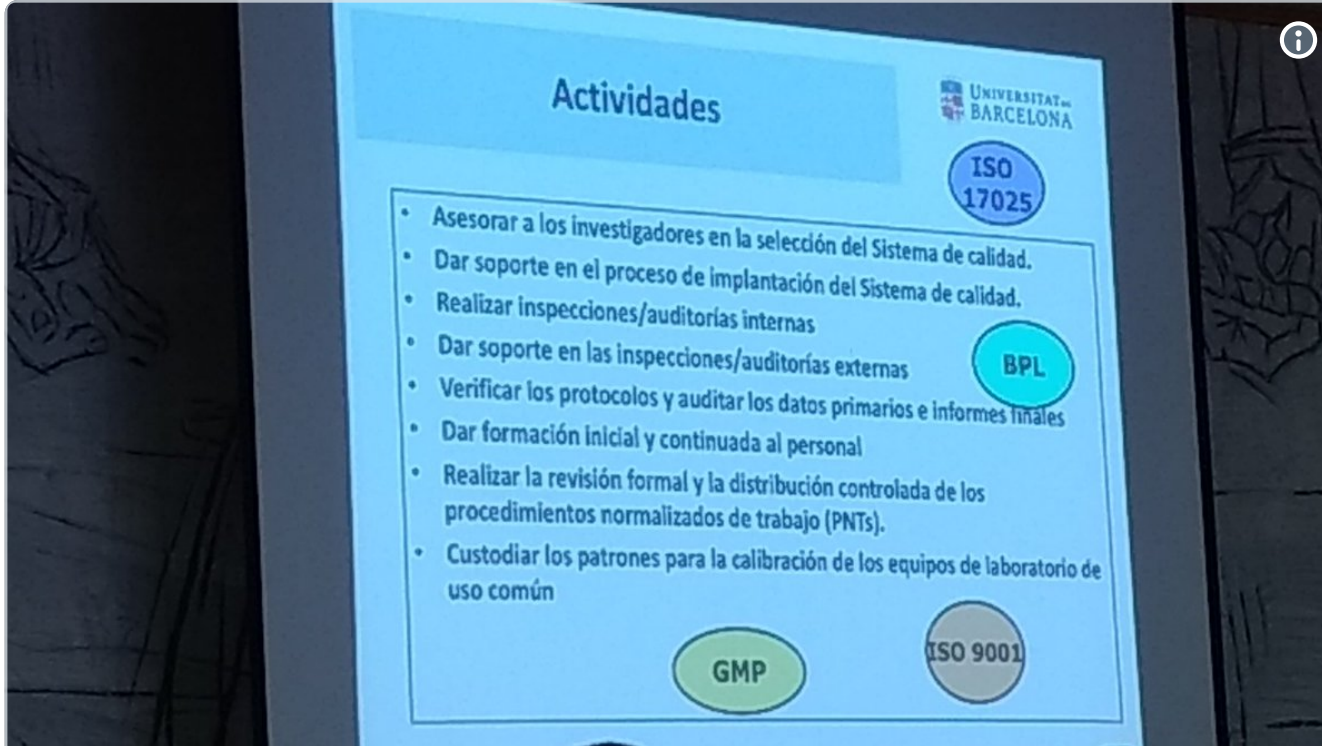 Actividades
UNIVERSITAT DE
BARCELONA
ISO
17025
• Asesorar a los investigadores en la selección del Sistema de calidad.
• Dar soporte en el proceso de implantación del Sistema de calidad.
• Realizar inspecciones/auditorías internas
• Dar soporte en las inspecciones/auditorías externas
BPL
• Verificar los protocolos y auditar los datos primarios e informes finales
• Dar formación inicial y continuada al personal
• Realizar la revisión formal y la distribución controlada de los
procedimientos normalizados de trabajo (PNTs).
• Custodiar los patrones para la calibración de los equipos de laboratorio de
uso común
GMP
ISO 9001